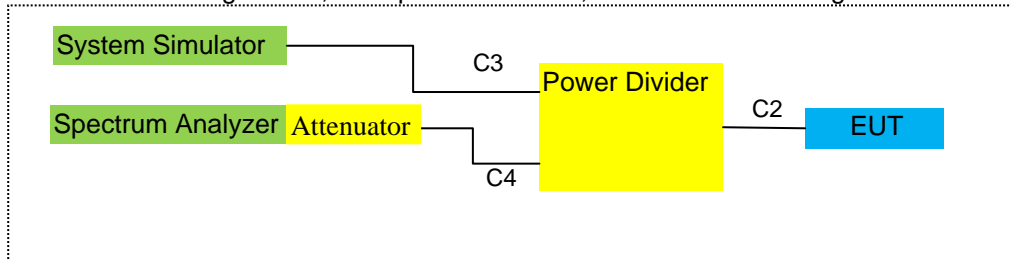 System Simulator
C3
Power Divider
C2
Spectrum Analyzer Attenuator
EUT
C4